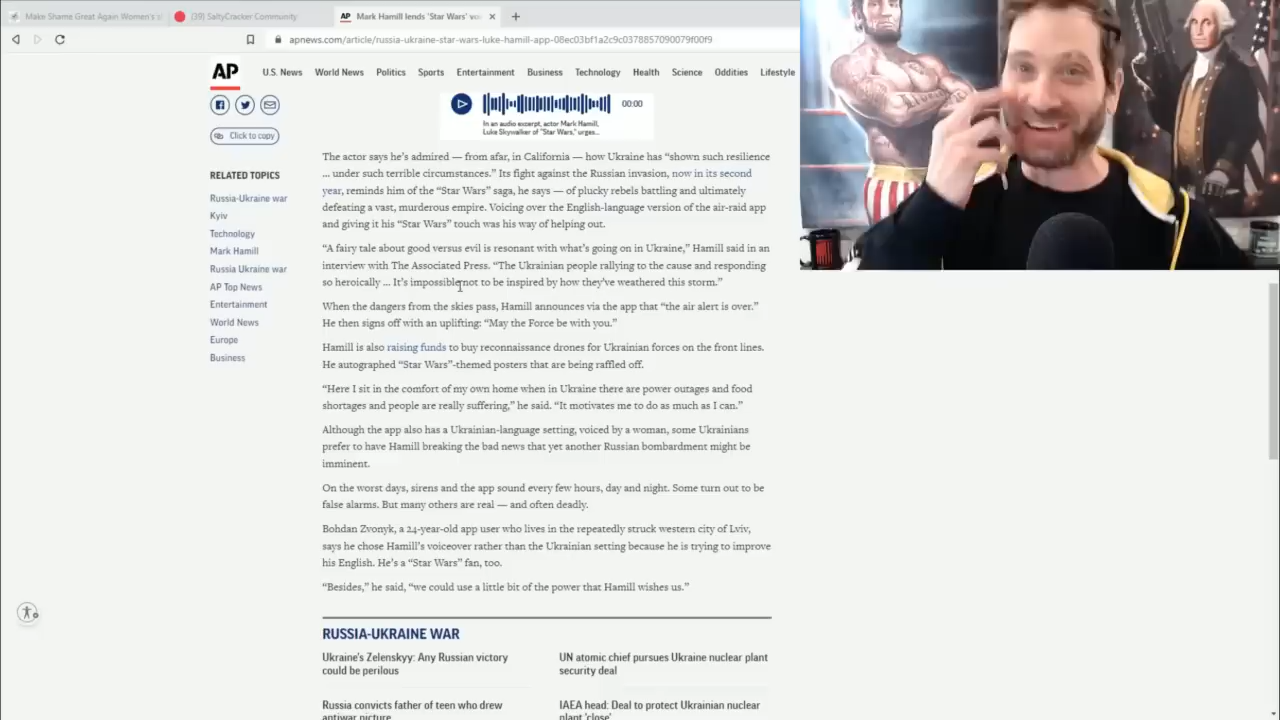 Make Shame Great Again Women's s
(39) SaltyCracker Community
AP Mark Hamill lends 'Star Wars' voi
apnews.com/article/russia-ukraine-star-wars-luke-hamill-app-08ec03bf1a2c9c0378857090079f00f9
AP
U.S. News World News Politics Sports Entertainment Business Technology Health Science Oddities Lifestyle
00:00
In an audio excerpt, actor Mark Hamill,
Luke Skywalker of "Star Wars," urges...
Click to copy
RELATED TOPICS
Russia-Ukraine war
Kyiv
Technology
Mark Hamill
Russia Ukraine war
AP Top News
Entertainment
World News
Europe
Business
The actor says he's admired — from afar, in California — how Ukraine has “shown such resilience
... under such terrible circumstances.” Its fight against the Russian invasion, now in its second
year, reminds him of the “Star Wars” saga, he says — of plucky rebels battling and ultimately
defeating a vast, murderous empire. Voicing over the English-language version of the air-raid app
and giving it his “Star Wars” touch was his way of helping out.
“A fairy tale about good versus evil is resonant with what’s going on in Ukraine,” Hamill said in an
interview with The Associated Press. “The Ukrainian people rallying to the cause and responding
so heroically ... It’s impossible not to be inspired by how they’ve weathered this storm.”
When the dangers from the skies pass, Hamill announces via the app that “the air alert is over.”
He then signs off with an uplifting: “May the Force be with you.”
Hamill is also raising funds to buy reconnaissance drones for Ukrainian forces on the front lines.
He autographed “Star Wars”-themed posters that are being raffled off.
“Here I sit in the comfort of my own home when in Ukraine there are power outages and food
shortages and people are really suffering,” he said. “It motivates me to do as much as I can.”
Although the app also has a Ukrainian-language setting, voiced by a woman, some Ukrainians
prefer to have Hamill breaking the bad news that yet another Russian bombardment might be
imminent.
On the worst days, sirens and the app sound every few hours, day and night. Some turn out to be
false alarms. But many others are real — and often deadly.
Bohdan Zvonyk, a 24-year-old app user who lives in the repeatedly struck western city of Lviv,
says he chose Hamill’s voiceover rather than the Ukrainian setting because he is trying to improve
his English. He’s a “Star Wars” fan, too.
“Besides,” he said, “we could use a little bit of the power that Hamill wishes us.”
RUSSIA-UKRAINE WAR
Ukraine's Zelenskyy: Any Russian victory
could be perilous
UN atomic chief pursues Ukraine nuclear plant
security deal
Russia convicts father of teen who drew
antiwar picture
IAEA head: Deal to protect Ukrainian nuclear
plant 'close'